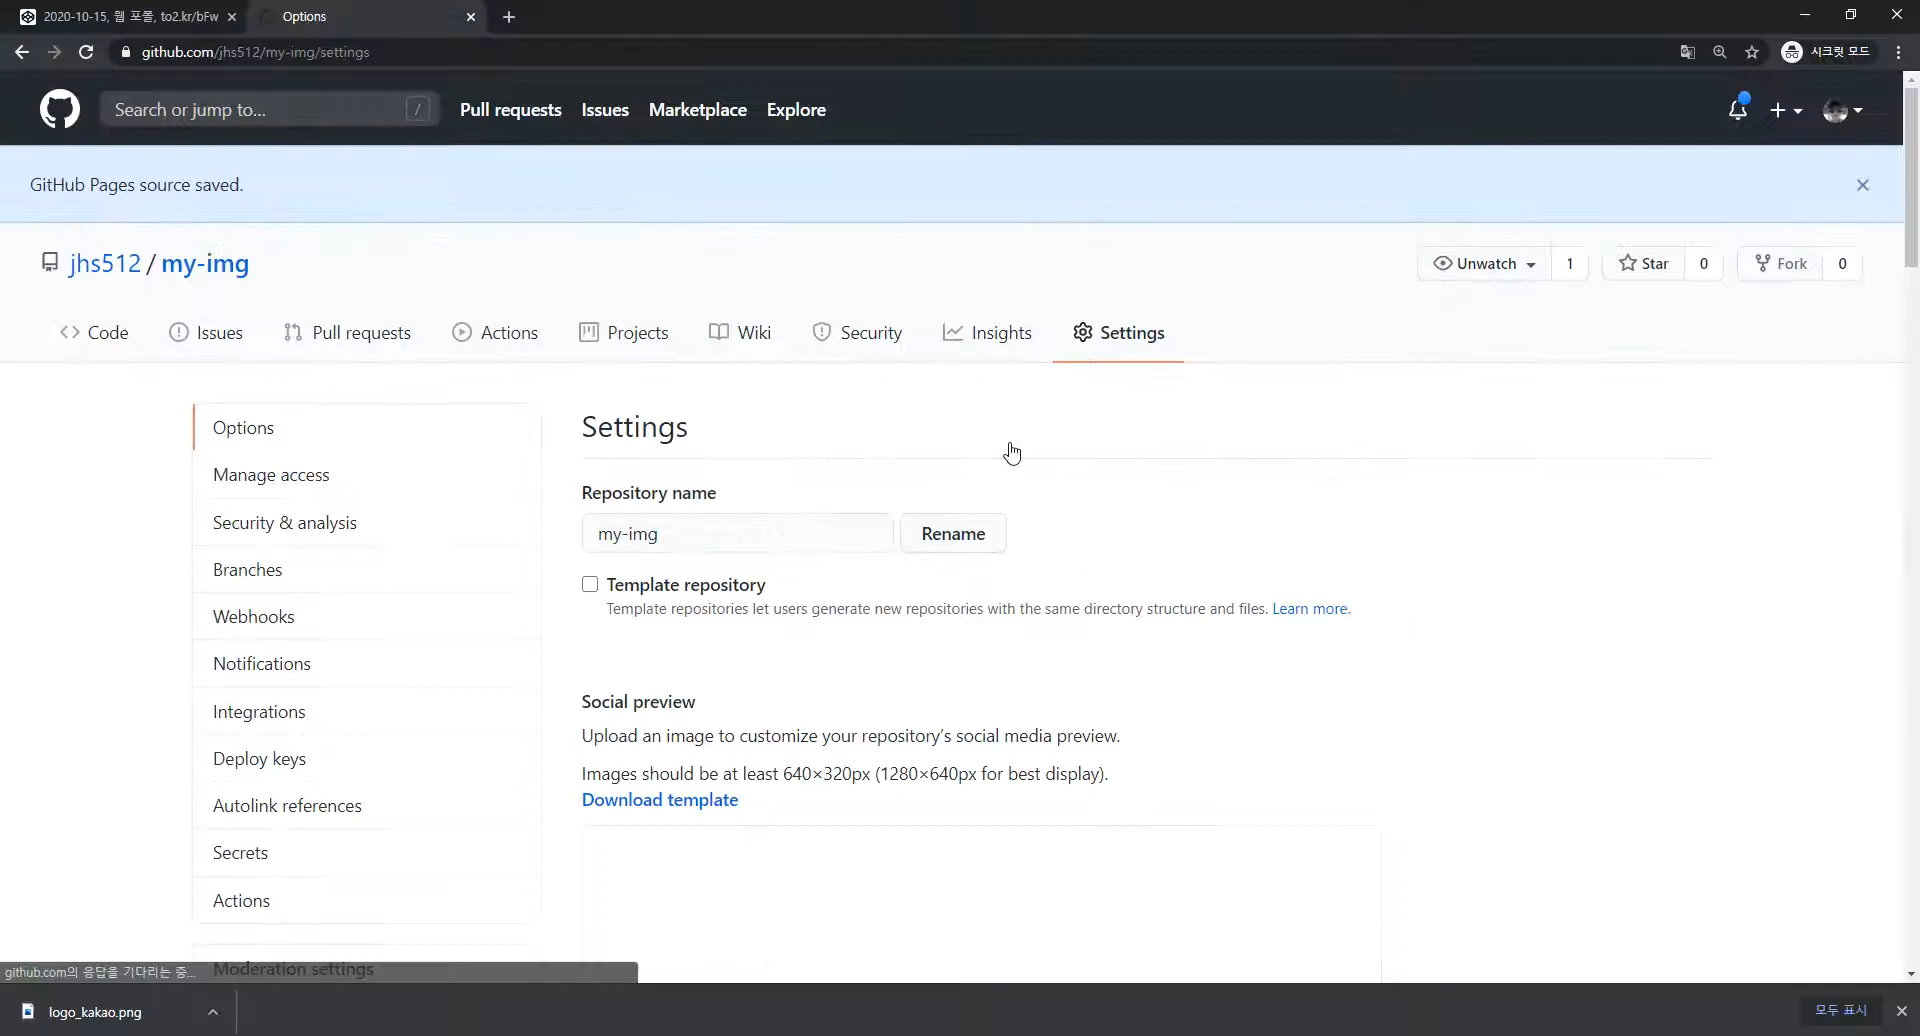 2020-10-15, 웹 포폴, to2.kr/bFw
Options
github.com/jhs512/my-img/settings
시크릿 모드
Search or jump to...
/
Pull requests
Issues
Marketplace
Explore
GitHub Pages source saved.
jhs512 / my-img
Unwatch
1
Star
0
Fork
0
Code
Issues
Pull requests
Actions
Projects
Wiki
Security
Insights
Settings
Options
Manage access
Security & analysis
Branches
Webhooks
Notifications
Integrations
Deploy keys
Autolink references
Secrets
Actions
Moderation settings
Settings
Repository name
my-img
Rename
Template repository
Template repositories let users generate new repositories with the same directory structure and files. Learn more.
Social preview
Upload an image to customize your repository’s social media preview.
Images should be at least 640×320px (1280×640px for best display).
Download template
github.com의 응답을 기다리는 중...
logo_kakao.png
모두 표시